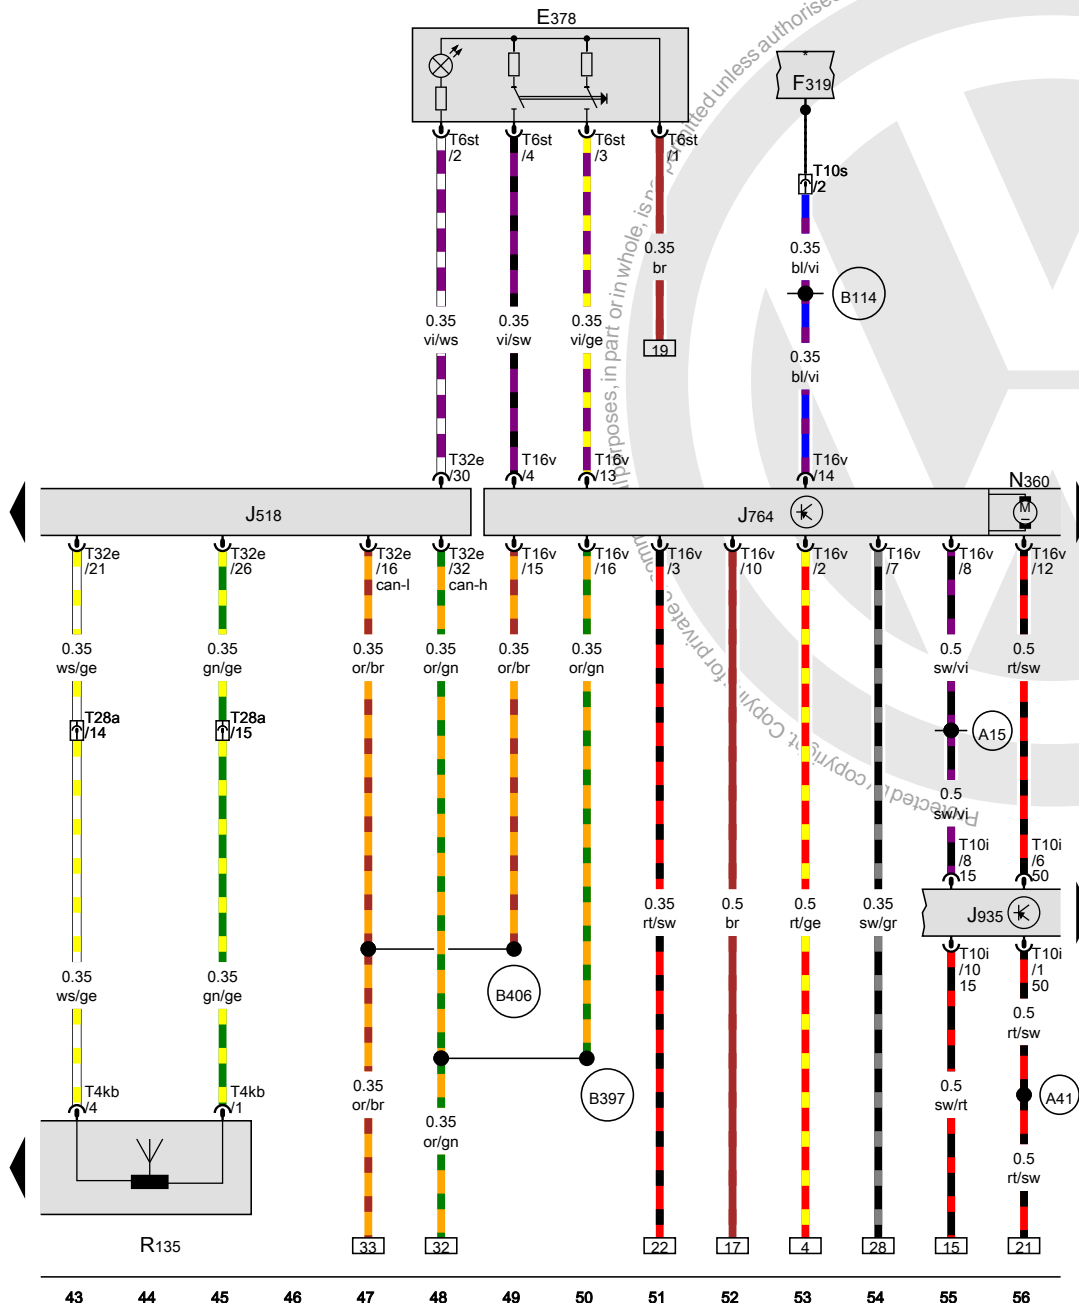 E378
F319
T6st
/2
T6st
/4
T6st
/3
T6st
/1
T10s
/2
0.35
br
0.35
bl/vi
B114
0.35
vi/ws
0.35
vi/sw
0.35
vi/ge
19
0.35
bl/vi
T32e
/30
T16v
/4
T16v
/13
T16v
/14
N360
J518
J764
M
T32e
/21
T32e
/26
T32e
/16
can-l
T32e
/32
can-h
T16v
/15
T16v
/16
T16v
/3
T16v
/10
T16v
/2
T16v
/7
T16v
/8
T16v
/12
0.35
ws/ge
0.35
gn/ge
0.35
or/br
0.35
or/gn
0.35
or/br
0.35
or/gn
0.5
sw/vi
0.5
rt/sw
T28a
/14
T28a
/15
A15
0.5
sw/vi
T10i
/8
15
T10i
/6
50
0.35
rt/sw
0.5
br
0.5
rt/ge
0.35
sw/gr
J935
T10i
/10
15
T10i
/1
50
0.35
ws/ge
0.35
gn/ge
B406
0.5
rt/sw
T4kb
/4
T4kb
/1
0.35
or/br
0.35
or/gn
B397
0.5
sw/rt
A41
0.5
rt/sw
R135
33
32
22
17
4
28
15
21
43 44 45 46 47 48 49 50 51 52 53 54 55 56